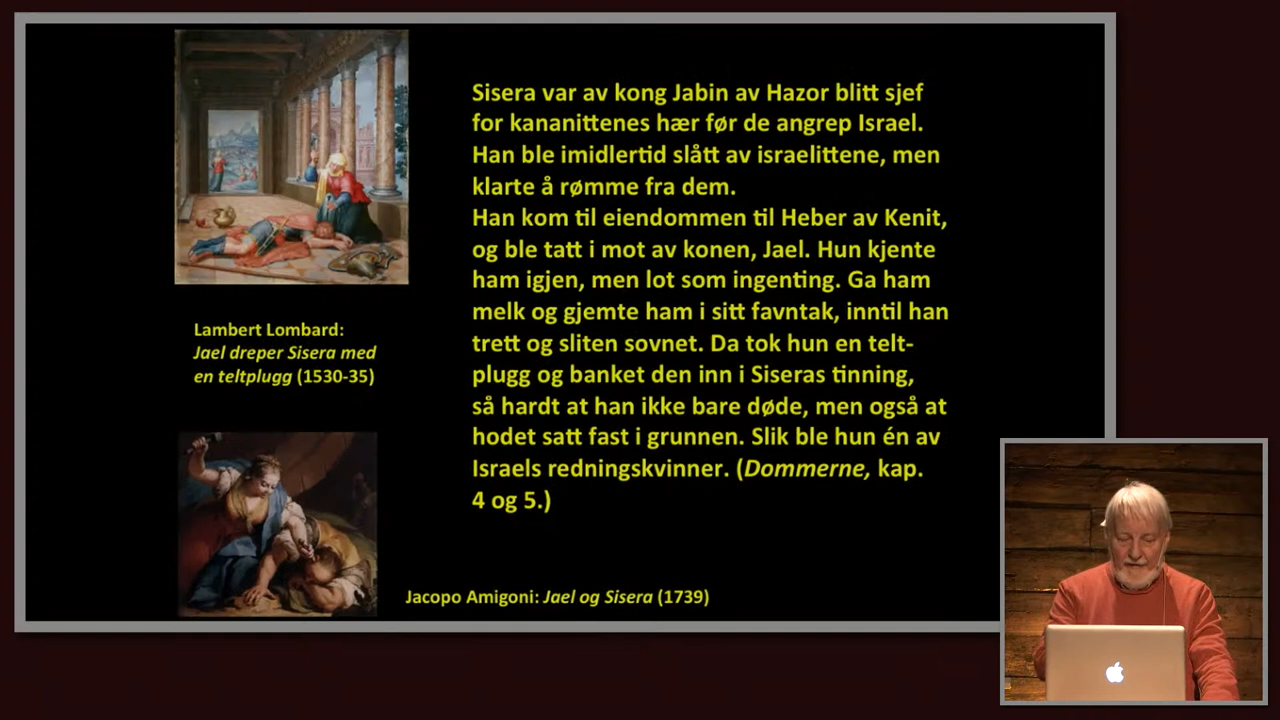 Sisera var av kong Jabin av Hazor blitt sjef
for kananittenes hær før de angrep Israel.
Han ble imidlertid slått av israelittene, men
klarte å rømme fra dem.
Han kom til eiendommen til Heber av Kenit,
og ble tatt i mot av konen, Jael. Hun kjente
ham igjen, men lot som ingenting. Ga ham
melk og gjemte ham i sitt favntak, inntil han
trett og sliten sovnet. Da tok hun en telt-
plugg og banket den inn i Siseras tinning,
så hardt at han ikke bare døde, men også at
hodet satt fast i grunnen. Slik ble hun én av
Israels redningskvinner. (Dommerne, kap.
4 og 5.)
Lambert Lombard:
Jael dreper Sisera med
en teltplugg (1530-35)
Jacopo Amigoni: Jael og Sisera (1739)